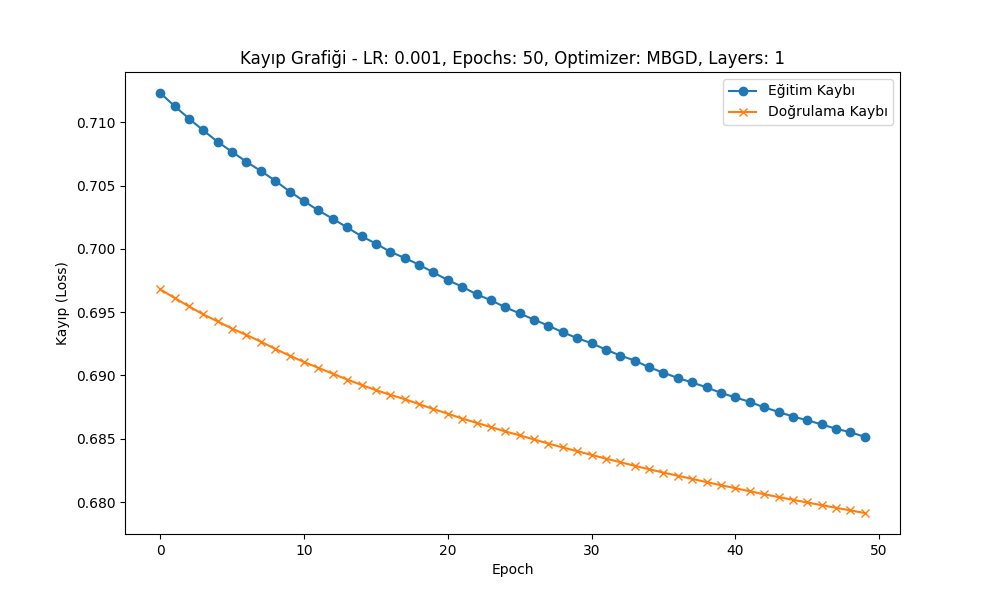 Kayıp Grafiği - LR: 0.001, Epochs: 50, Optimizer: MBGD, Layers: 1
Eğitim Kaybı
Doğrulama Kaybı
Kayıp (Loss)
0.710
0.705
0.700
0.695
0.690
0.685
0.680
0 10 20 30 40 50
Epoch